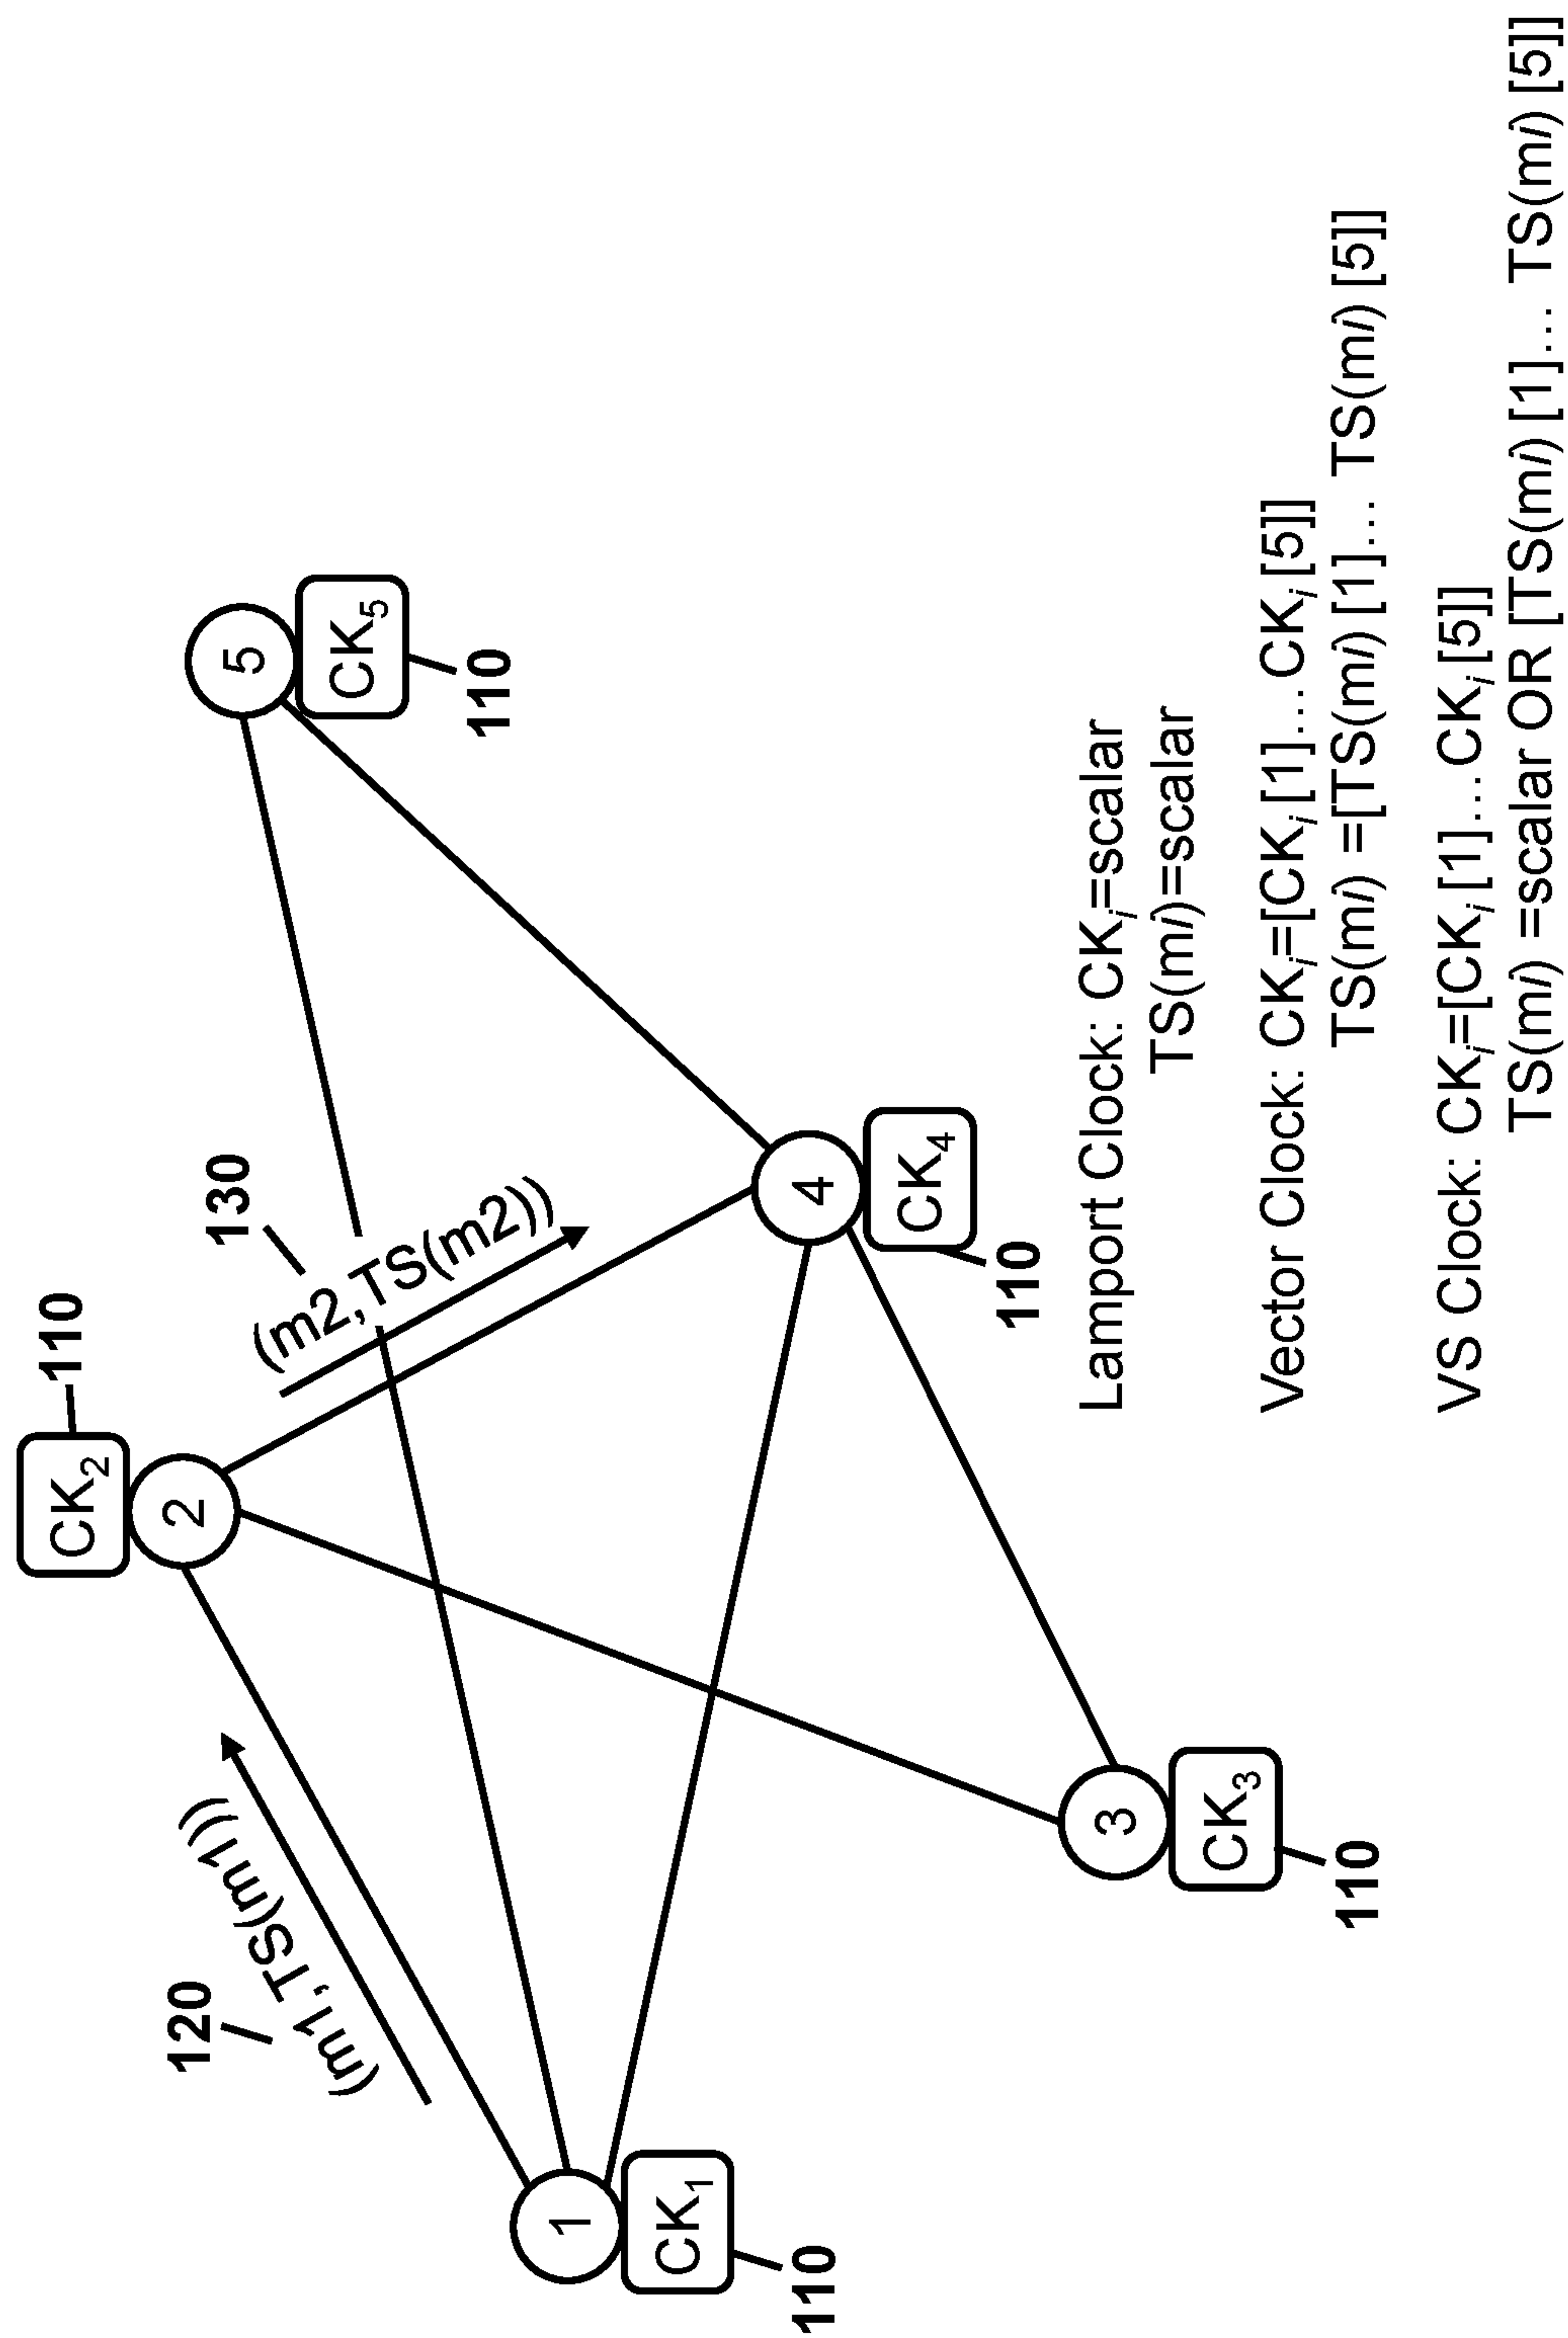 CK2
110
2
120
(m1,TS(m1))
130
(m2,TS(m2))
5
CK5
110
1
CK1
110
4
CK4
110
3
CK3
110
Lamport Clock: CKi=scalar
TS(mi)=scalar
Vector Clock: CKi=[CKi [1]...CKi [5]]
TS(mi) =[TS(mi) [1]... TS(mi) [5]]
VS Clock: CKi=[CKi [1]...CKi [5]]
TS(mi) =scalar OR [TS(mi) [1]... TS(mi) [5]]